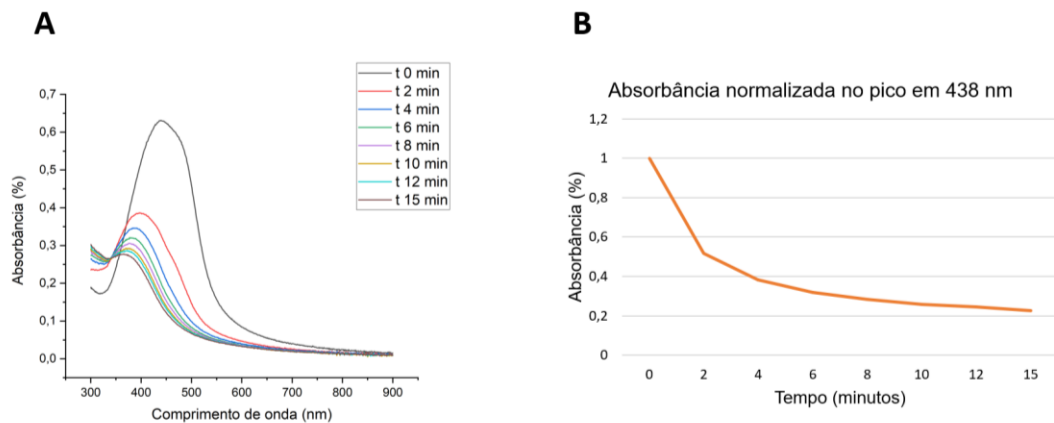 A
t 0 min
t 2 min
t 4 min
t 6 min
t 8 min
t 10 min
t 12 min
t 15 min
0,7
0,6
0,5
0,4
0,3
0,2
0,1
0,0
Absorbância (%)
300 400 500 600 700 800 900
Comprimento de onda (nm)
B
Absorbância normalizada no pico em 438 nm
1,2
1
0,8
0,6
0,4
0,2
0
Absorbância (%)
0 2 4 6 8 10 12 15
Tempo (minutos)